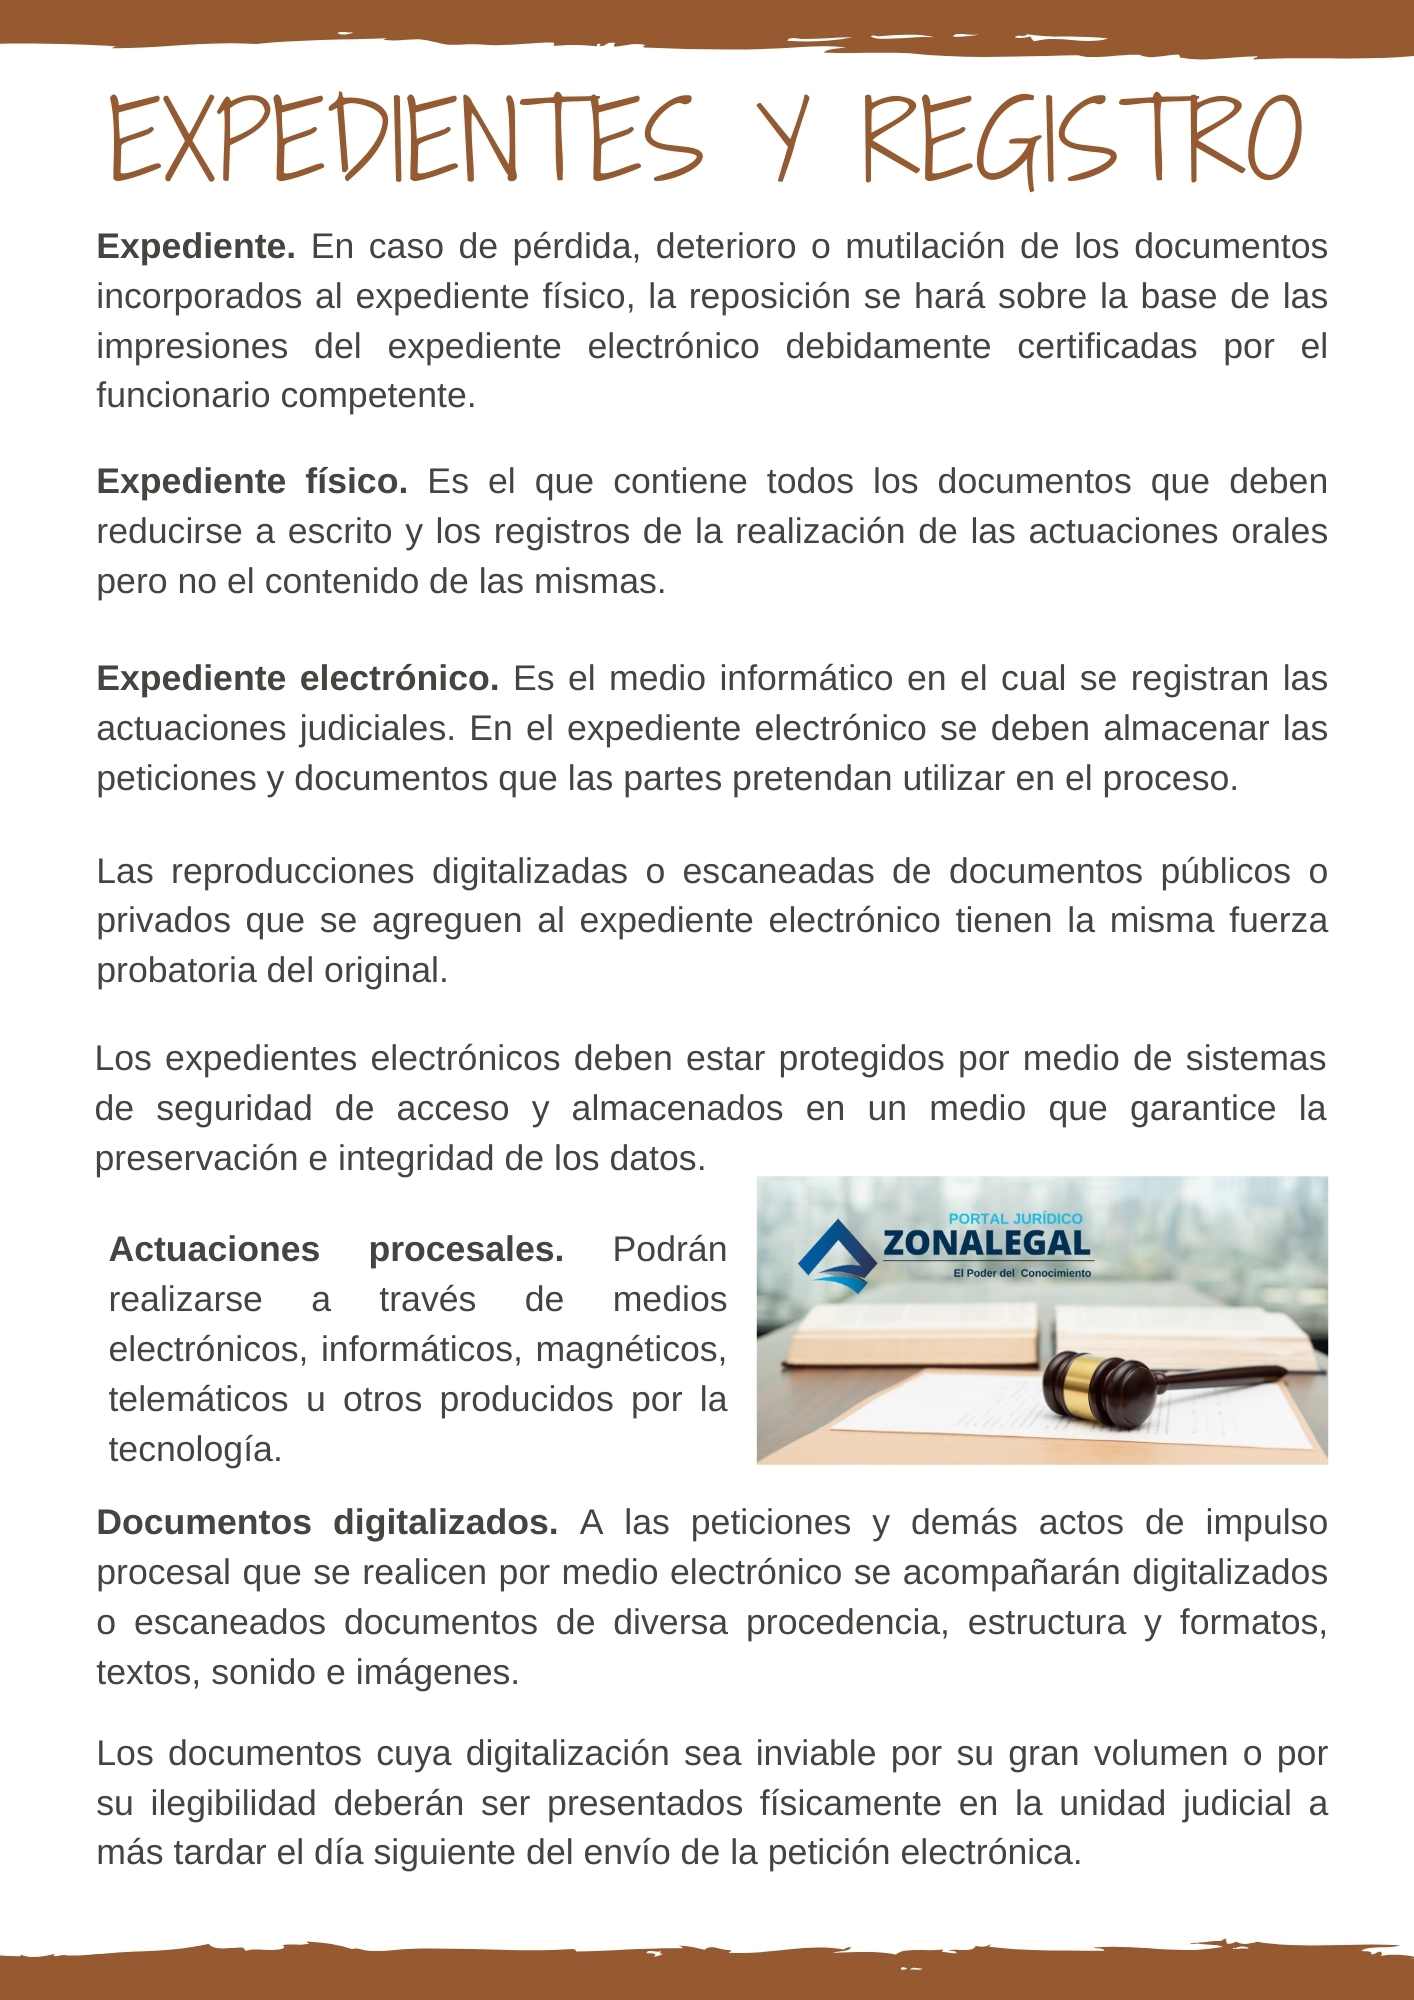 EXPEDIENTES Y REGISTRO
Expediente. En caso de pérdida, deterioro o mutilación de los documentos
incorporados al expediente físico, la reposición se hará sobre la base de las
impresiones del expediente electrónico debidamente certificadas por el
funcionario competente.
Expediente físico. Es el que contiene todos los documentos que deben
reducirse a escrito y los registros de la realización de las actuaciones orales
pero no el contenido de las mismas.
Expediente electrónico. Es el medio informático en el cual se registran las
actuaciones judiciales. En el expediente electrónico se deben almacenar las
peticiones y documentos que las partes pretendan utilizar en el proceso.
Las reproducciones digitalizadas o escaneadas de documentos públicos o
privados que se agreguen al expediente electrónico tienen la misma fuerza
probatoria del original.
Los expedientes electrónicos deben estar protegidos por medio de sistemas
de seguridad de acceso y almacenados en un medio que garantice la
preservación e integridad de los datos.
Actuaciones procesales. Podrán
realizarse a través de medios
electrónicos, informáticos, magnéticos,
telemáticos u otros producidos por la
tecnología.
PORTAL JURÍDICO
ZONALEGAL
El Poder del Conocimiento
Documentos digitalizados. A las peticiones y demás actos de impulso
procesal que se realicen por medio electrónico se acompañarán digitalizados
o escaneados documentos de diversa procedencia, estructura y formatos,
textos, sonido e imágenes.
Los documentos cuya digitalización sea inviable por su gran volumen o por
su ilegibilidad deberán ser presentados físicamente en la unidad judicial a
más tardar el día siguiente del envío de la petición electrónica.